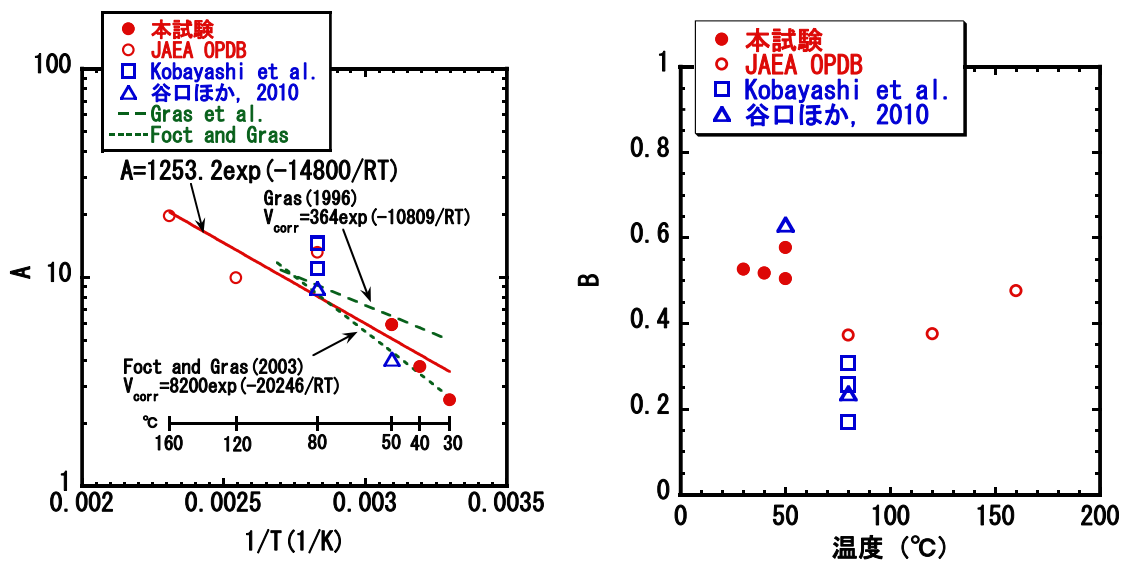 本試験
JAEA OPDB
Kobayashi et al.
谷口ほか, 2010
Gras et al.
Foct and Gras
100
10
1
A
A=1253.2exp(-14800/RT)
Gras(1996)
Vcorr=364exp(-10809/RT)
Foct and Gras(2003)
Vcorr=8200exp(-20246/RT)
℃
160 120 80 50 40 30
0.002 0.0025 0.003 0.0035
1/T(1/K)
本試験
JAEA OPDB
Kobayashi et al.
谷口ほか, 2010
1
0.8
0.6
0.4
0.2
0
B
0 50 100 150 200
温度 (℃)